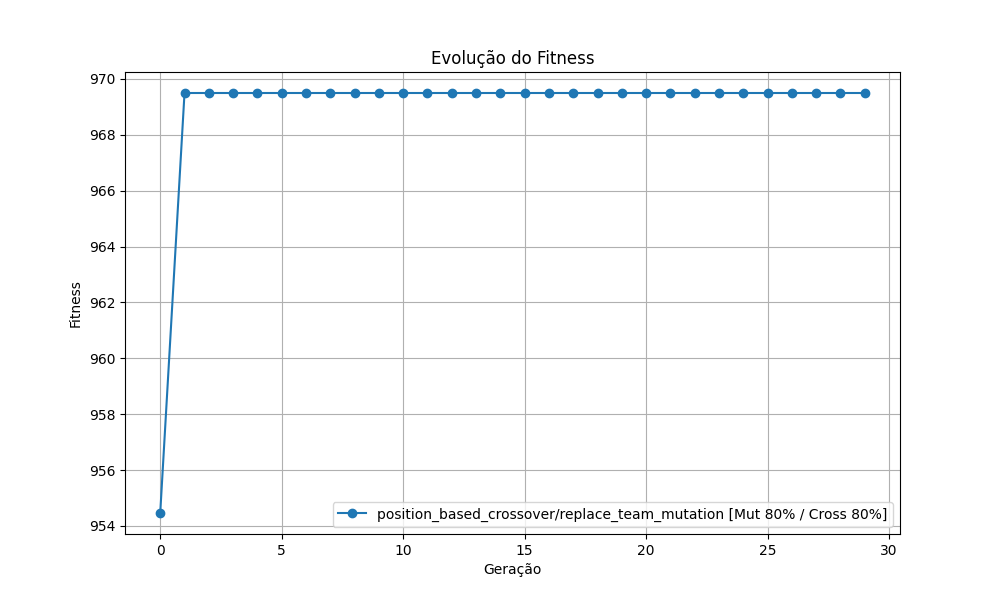 Evolução do Fitness
970
968
966
964
962
960
958
956
954
Fitness
position_based_crossover/replace_team_mutation [Mut 80% / Cross 80%]
0 5 10 15 20 25 30
Geração